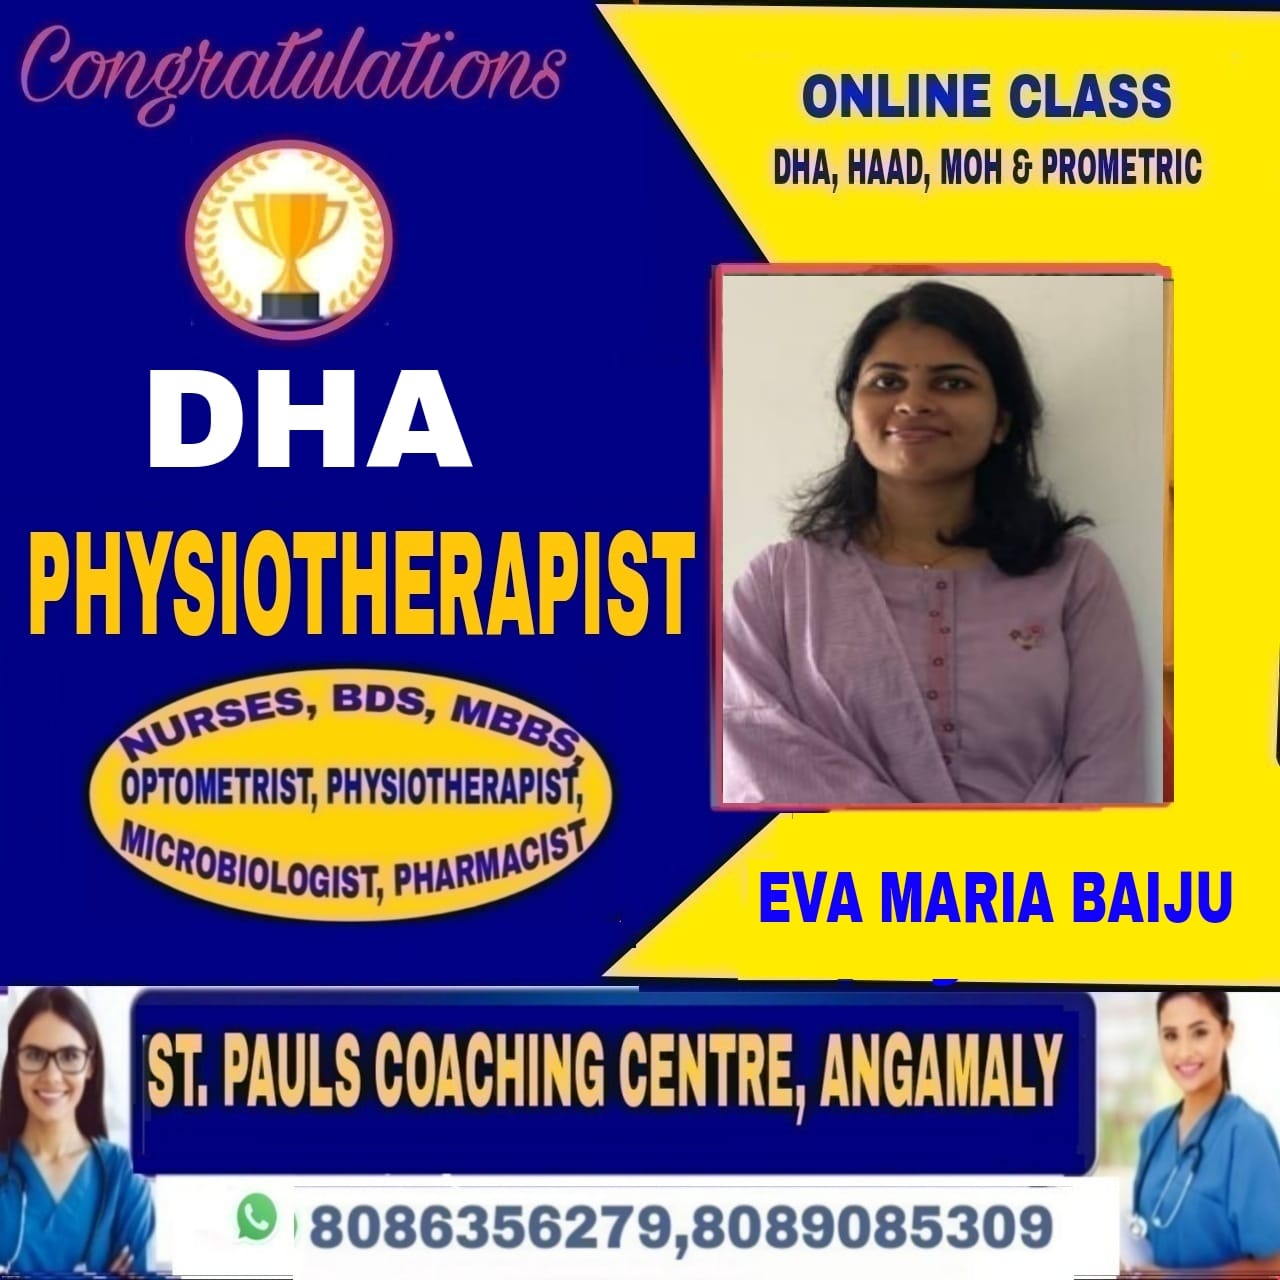 Congratulations
ONLINE CLASS
DHA, HAAD, MOH & PROMETRIC
DHA
PHYSIOTHERAPIST
NURSES, BDS, MBBS,
OPTOMETRIST, PHYSIOTHERAPIST,
MICROBIOLOGIST, PHARMACIST
EVA MARIA BAIJU
ST. PAULS COACHING CENTRE, ANGAMALY
8086356279,8089085309